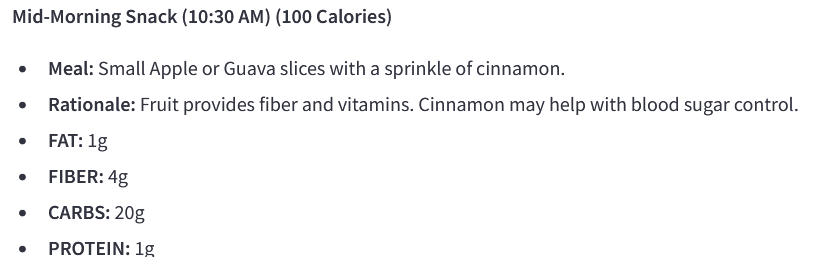 Mid-Morning Snack (10:30 AM) (100 Calories)
• Meal: Small Apple or Guava slices with a sprinkle of cinnamon.
• Rationale: Fruit provides fiber and vitamins. Cinnamon may help with blood sugar control.
• FAT: 1g
• FIBER: 4g
• CARBS: 20g
• PROTEIN: 1g